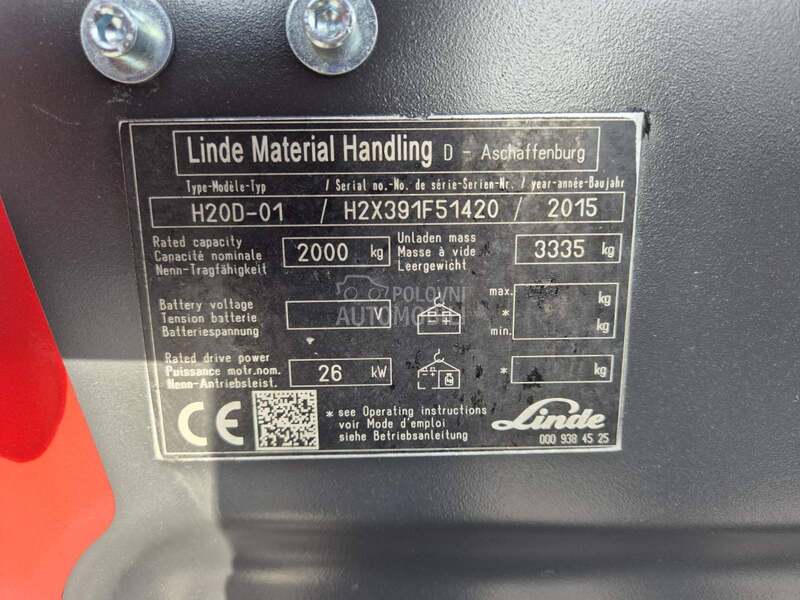 Linde Material Handling D - Aschaffenburg
Type-Modèle-Typ / Serial no.-No. de série-Serien-Nr. / year-année-Baujahr
H20D-01 / H2X391F51420 / 2015
Rated capacity
Capacité nominale
Nenn-Tragfähigkeit
2000 kg
Unladen mass
Masse à vide
Leergewicht
3335 kg
Battery voltage
Tension batterie
Batteriespannung
V
max. kg
*
min. kg
Rated drive power
Puissance motr.nom.
Nenn-Antriebsleist.
26 kW
* kg
CE
* see Operating instructions
voir Mode d'emploi
siehe Betriebsanleitung
Linde
000 938 45 25
POLOVNI
AUTOMOBILI